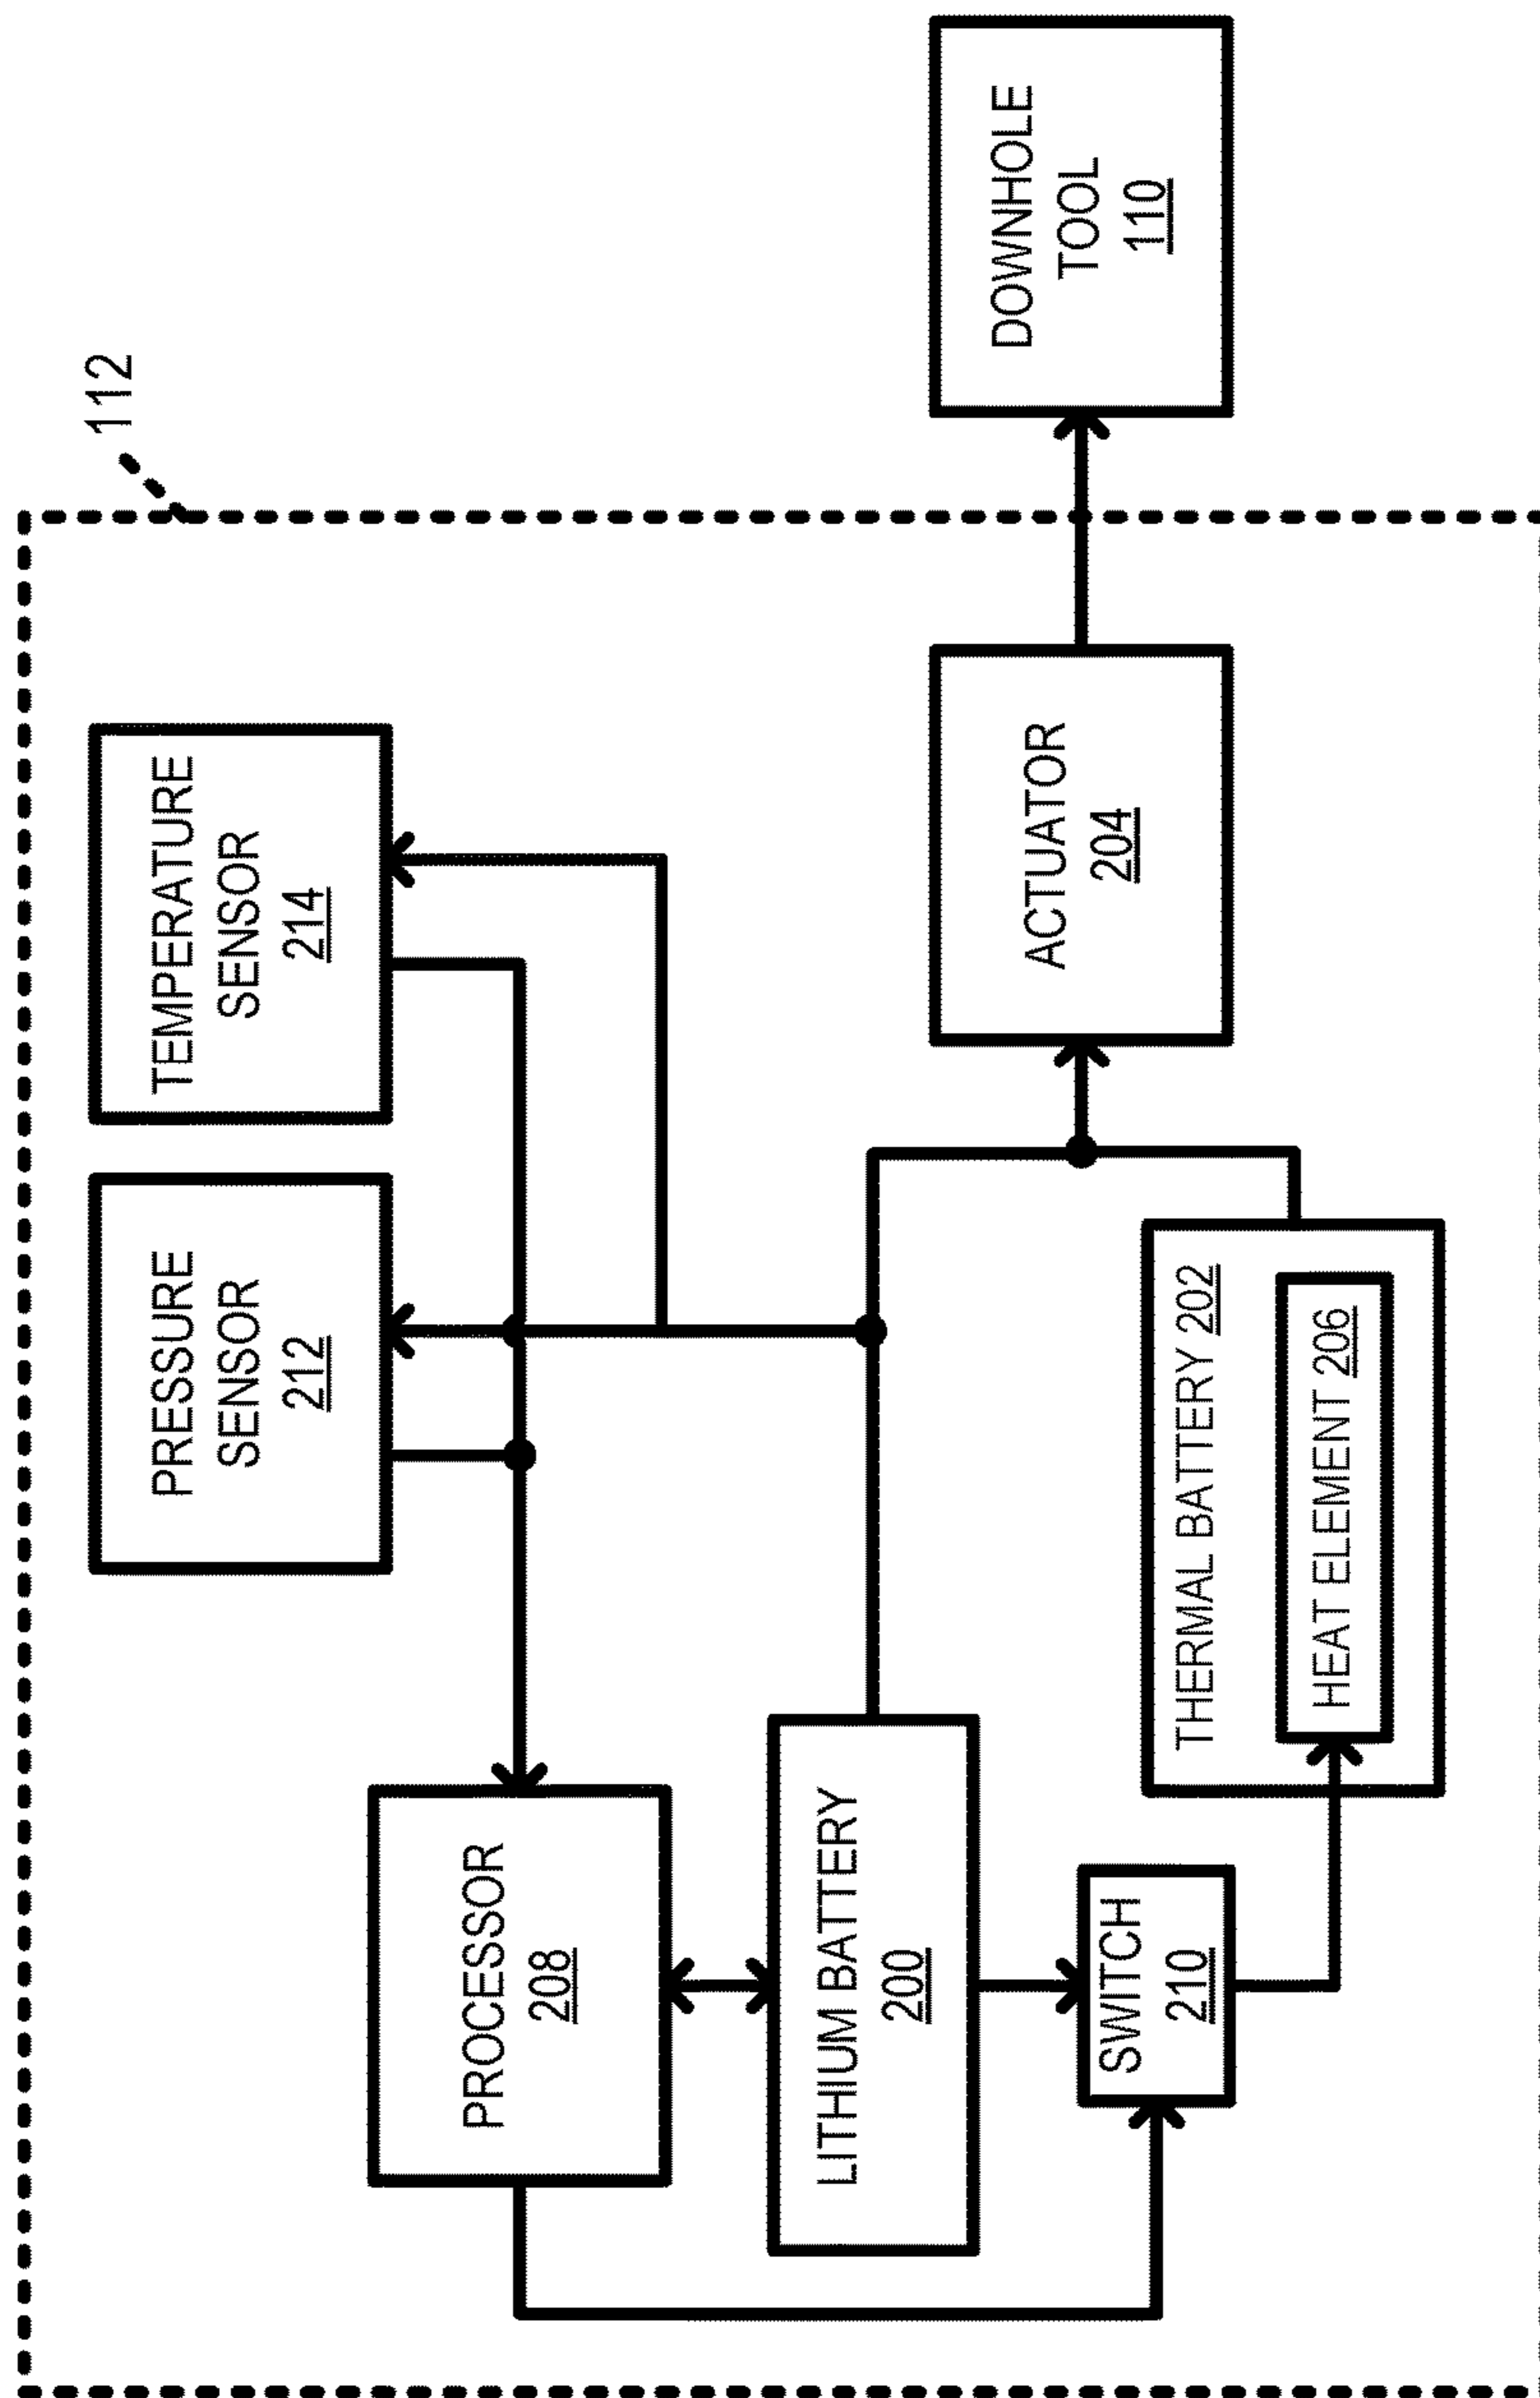 112
PRESSURE
SENSOR
212
TEMPERATURE
SENSOR
214
PROCESSOR
208
LITHIUM BATTERY
200
SWITCH
210
THERMAL BATTERY 202
HEAT ELEMENT 206
ACTUATOR
204
DOWNHOLE
TOOL
110